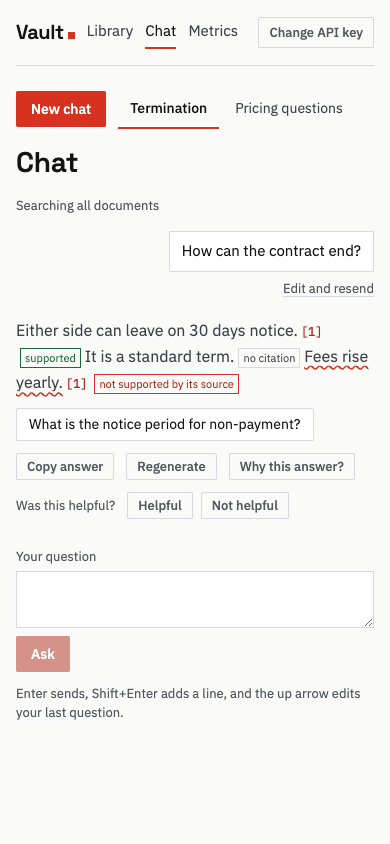 Vault Library Chat Metrics Change API key
New chat Termination Pricing questions
Chat
Searching all documents
How can the contract end?
Edit and resend
Either side can leave on 30 days notice. [1]
supported It is a standard term. no citation Fees rise
yearly. [1] not supported by its source
What is the notice period for non-payment?
Copy answer Regenerate Why this answer?
Was this helpful? Helpful Not helpful
Your question
Ask
Enter sends, Shift+Enter adds a line, and the up arrow edits
your last question.